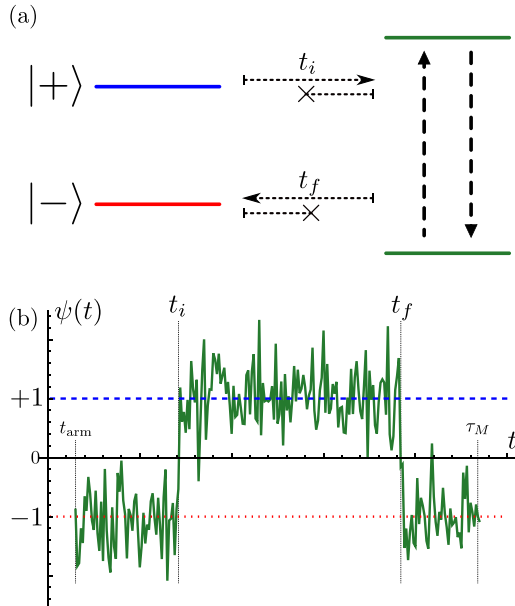 (a)
|+⟩
t_i
t_f
|−⟩
(b)
ψ(t)
t_i
t_f
+1
t_arm
τ_M
0
t
−1